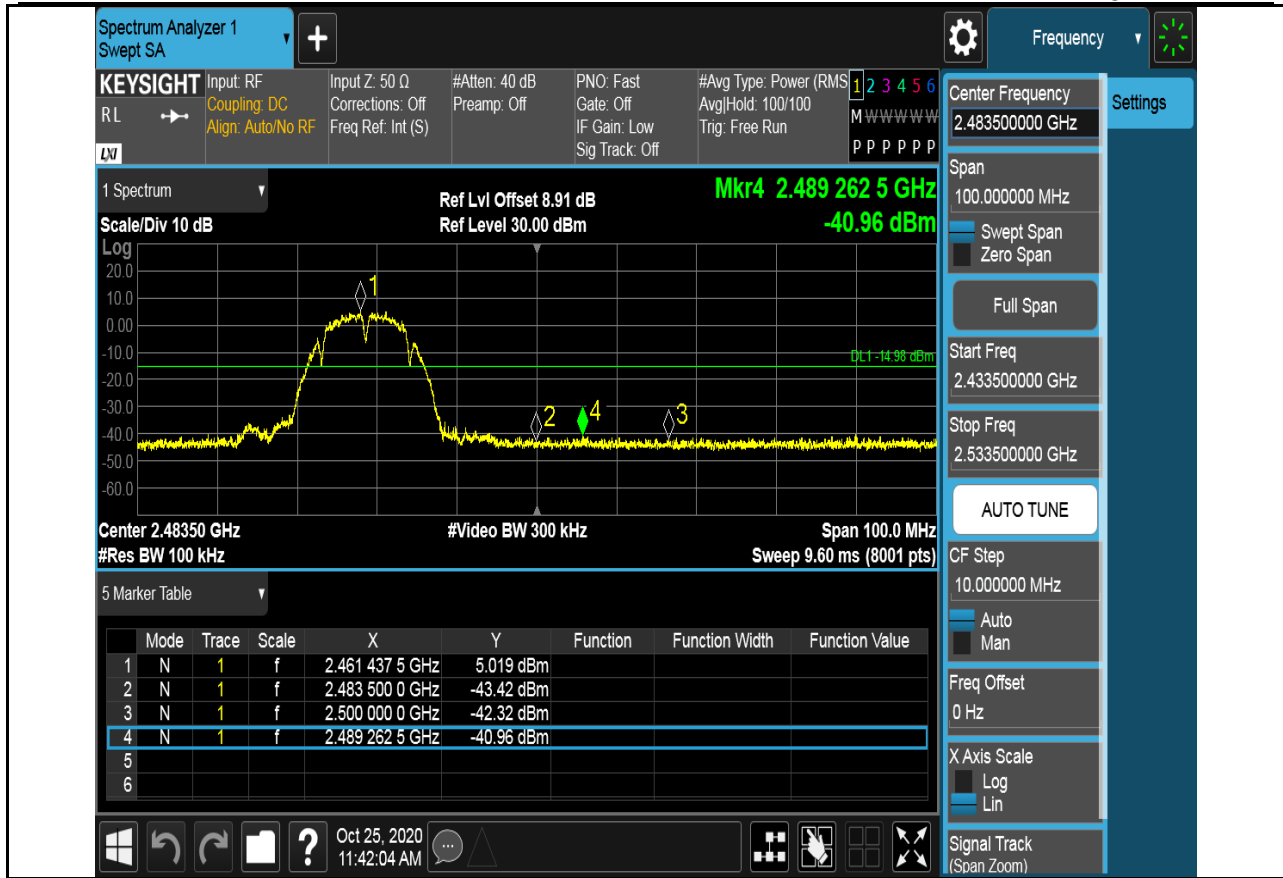 Spectrum Analyzer 1
Swept SA
+
Frequency
KEYSIGHT
RL
LXI
Input: RF
Coupling: DC
Align: Auto/No RF
Input Z: 50 Ω
Corrections: Off
Freq Ref: Int (S)
#Atten: 40 dB
Preamp: Off
PNO: Fast
Gate: Off
IF Gain: Low
Sig Track: Off
#Avg Type: Power (RMS
Avg|Hold: 100/100
Trig: Free Run
1 2 3 4 5 6
M W W W W W
P P P P P P
1 Spectrum
Scale/Div 10 dB
Ref Lvl Offset 8.91 dB
Ref Level 30.00 dBm
Mkr4 2.489 262 5 GHz
-40.96 dBm
Log
20.0
10.0
0.00
-10.0
-20.0
-30.0
-40.0
-50.0
-60.0
1
2
4
3
DL1 -14.98 dBm
Center 2.48350 GHz
#Res BW 100 kHz
#Video BW 300 kHz
Span 100.0 MHz
Sweep 9.60 ms (8001 pts)
5 Marker Table
Mode Trace Scale X Y Function Function Width Function Value
1 N 1 f 2.461 437 5 GHz 5.019 dBm
2 N 1 f 2.483 500 0 GHz -43.42 dBm
3 N 1 f 2.500 000 0 GHz -42.32 dBm
4 N 1 f 2.489 262 5 GHz -40.96 dBm
5
6
?
Oct 25, 2020
11:42:04 AM
Center Frequency
2.483500000 GHz
Settings
Span
100.000000 MHz
Swept Span
Zero Span
Full Span
Start Freq
2.433500000 GHz
Stop Freq
2.533500000 GHz
AUTO TUNE
CF Step
10.000000 MHz
Auto
Man
Freq Offset
0 Hz
X Axis Scale
Log
Lin
Signal Track
(Span Zoom)